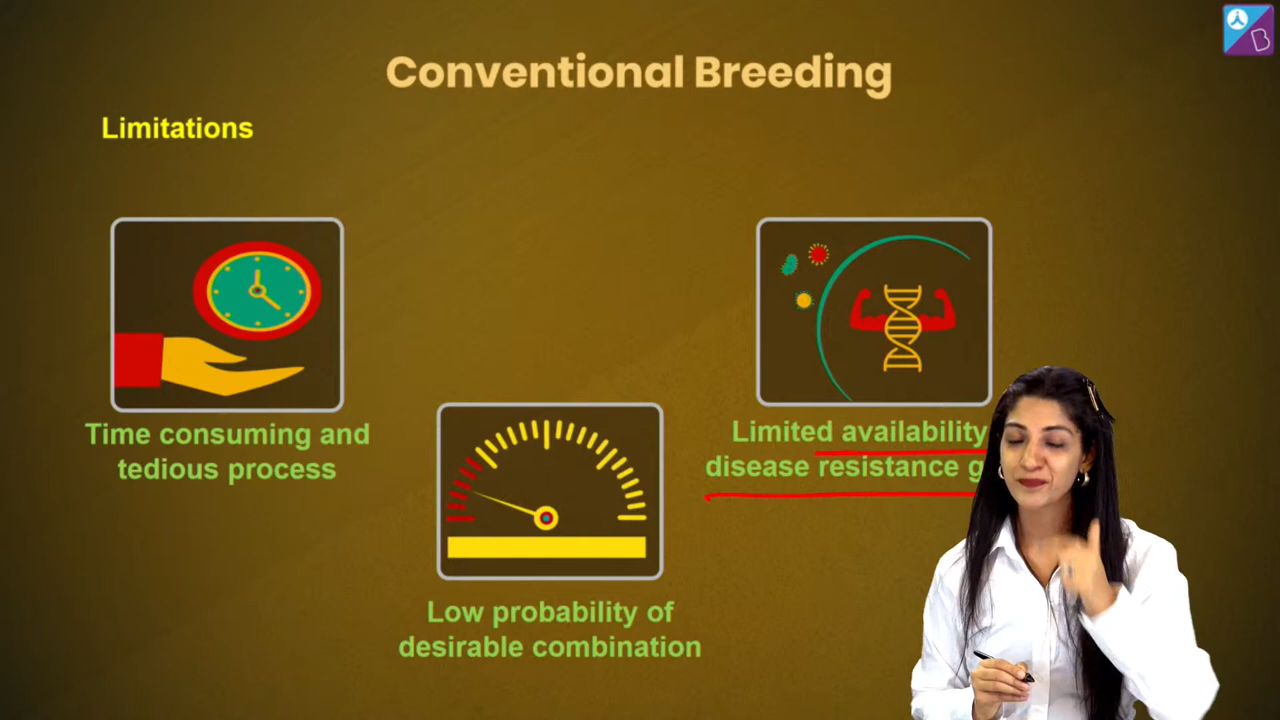 Conventional Breeding
Limitations
Time consuming and
tedious process
Limited availability
disease resistance
Low probability of
desirable combination